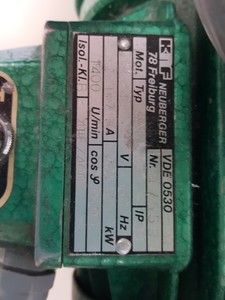 KNF NEUBERGER
78 Freiburg
VDE 0530
Mot. Typ
Nr.
V
IP
A
Hz
U/min cos φ
kW
Isol.-Kl.